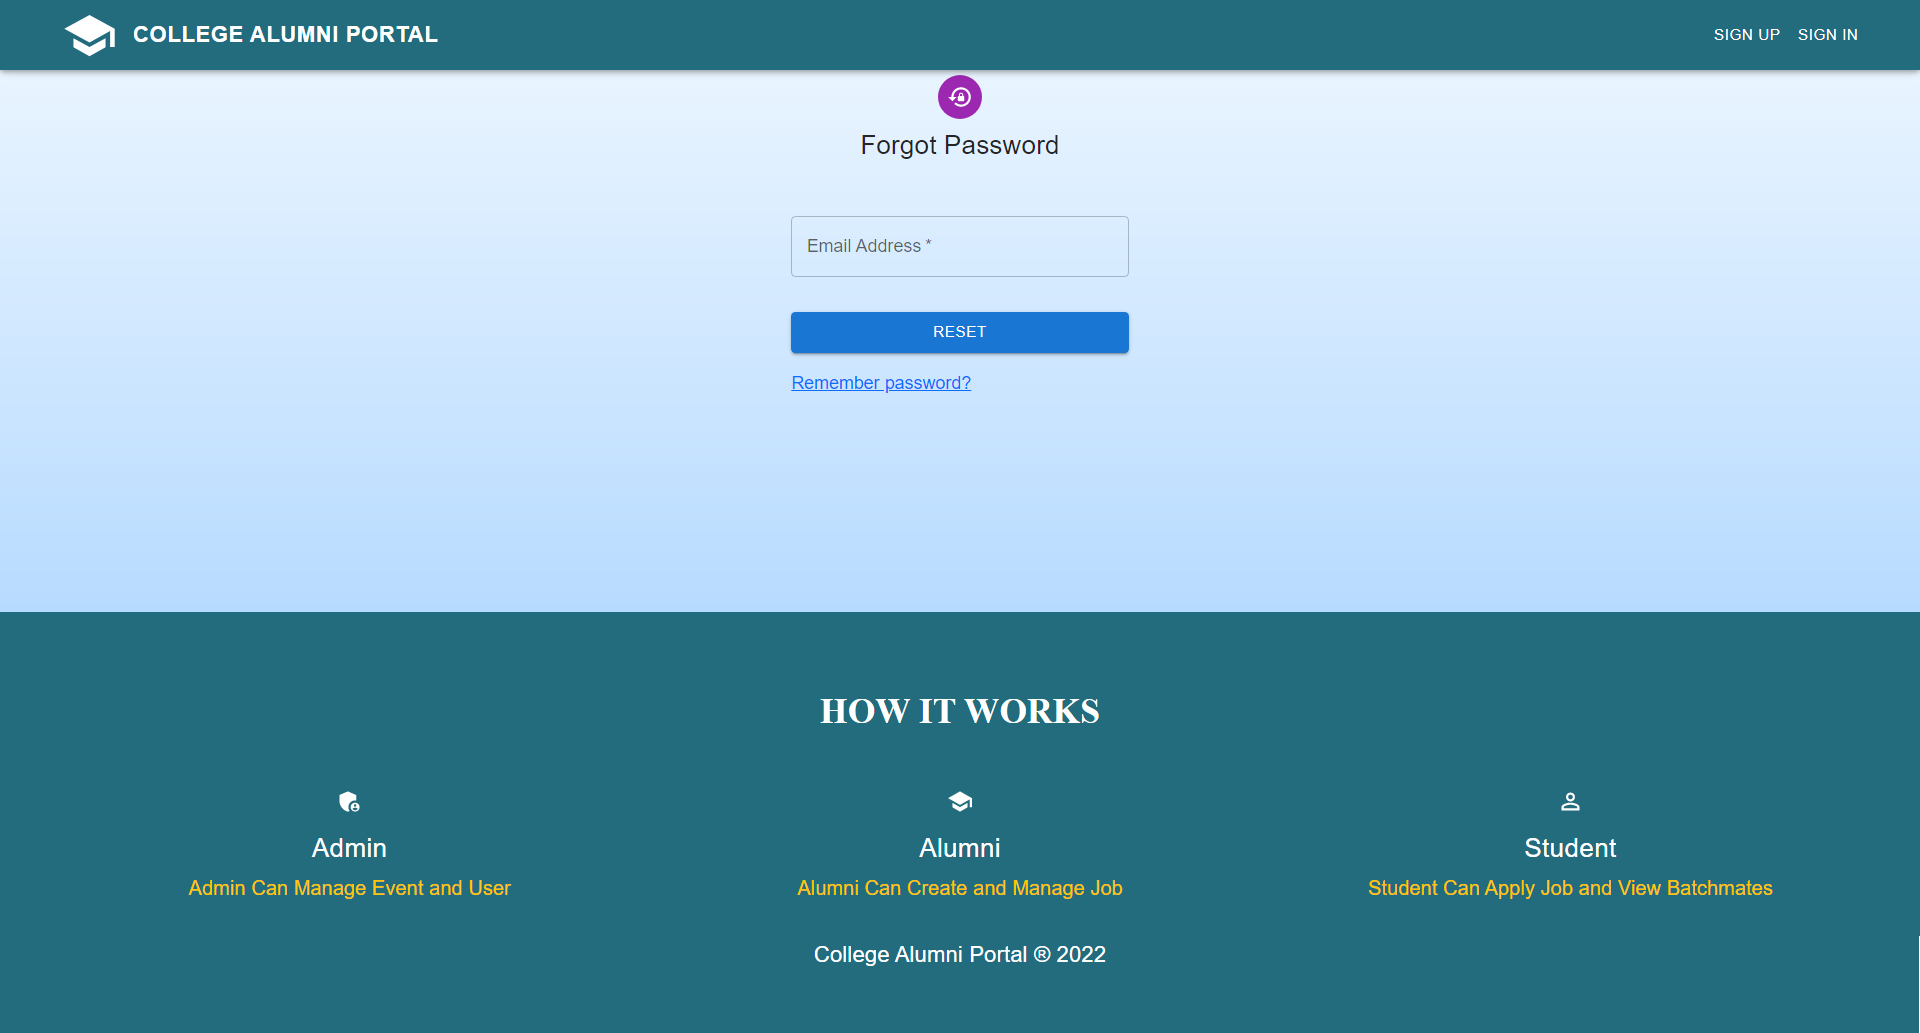 COLLEGE ALUMNI PORTAL
SIGN UP SIGN IN
Forgot Password
Email Address *
RESET
Remember password?
HOW IT WORKS
Admin
Admin Can Manage Event and User
Alumni
Alumni Can Create and Manage Job
Student
Student Can Apply Job and View Batchmates
College Alumni Portal ® 2022